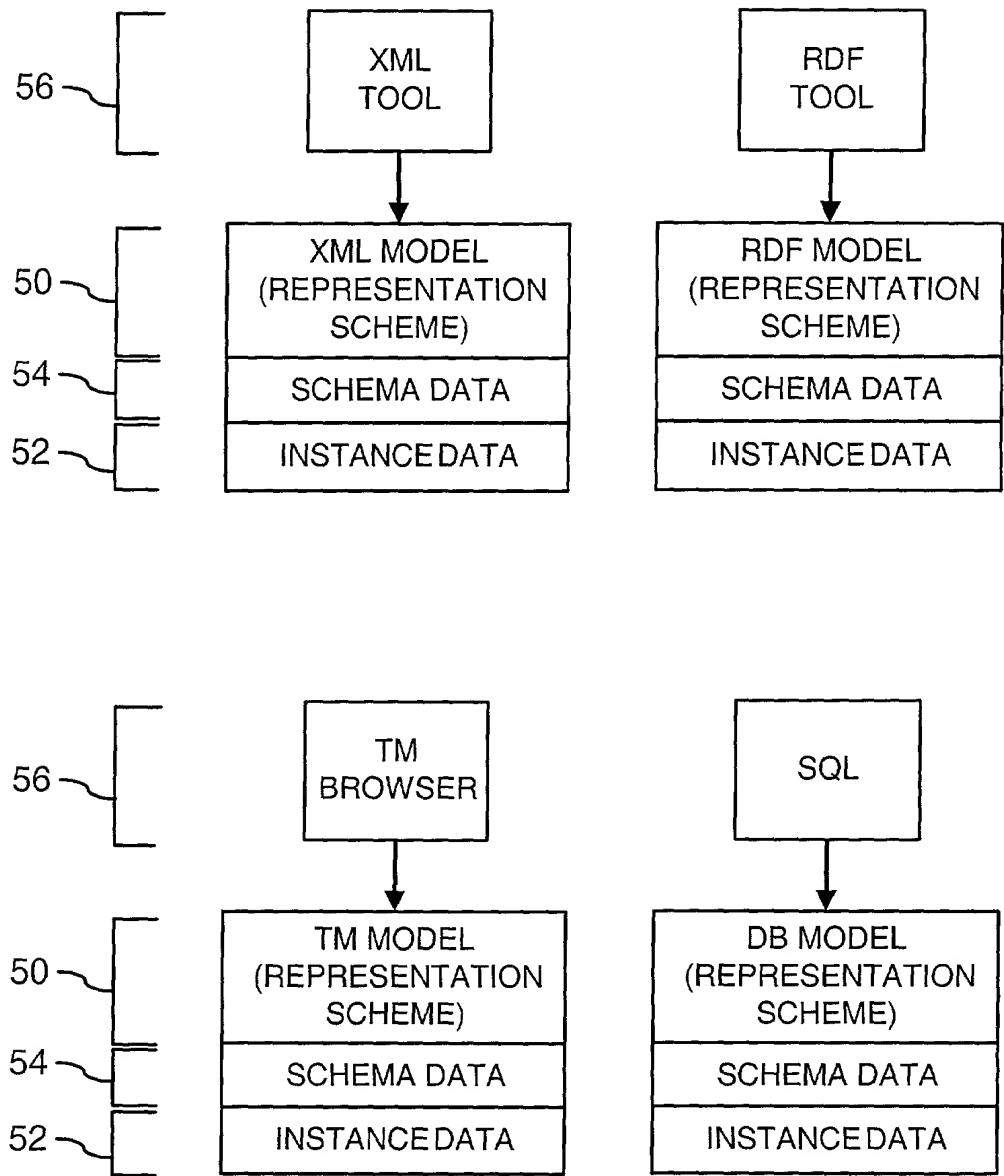 56
XML
TOOL
RDF
TOOL
50
XML MODEL
(REPRESENTATION
SCHEME)
RDF MODEL
(REPRESENTATION
SCHEME)
54
SCHEMA DATA
SCHEMA DATA
52
INSTANCE DATA
INSTANCE DATA
56
TM
BROWSER
SQL
50
TM MODEL
(REPRESENTATION
SCHEME)
DB MODEL
(REPRESENTATION
SCHEME)
54
SCHEMA DATA
SCHEMA DATA
52
INSTANCE DATA
INSTANCE DATA